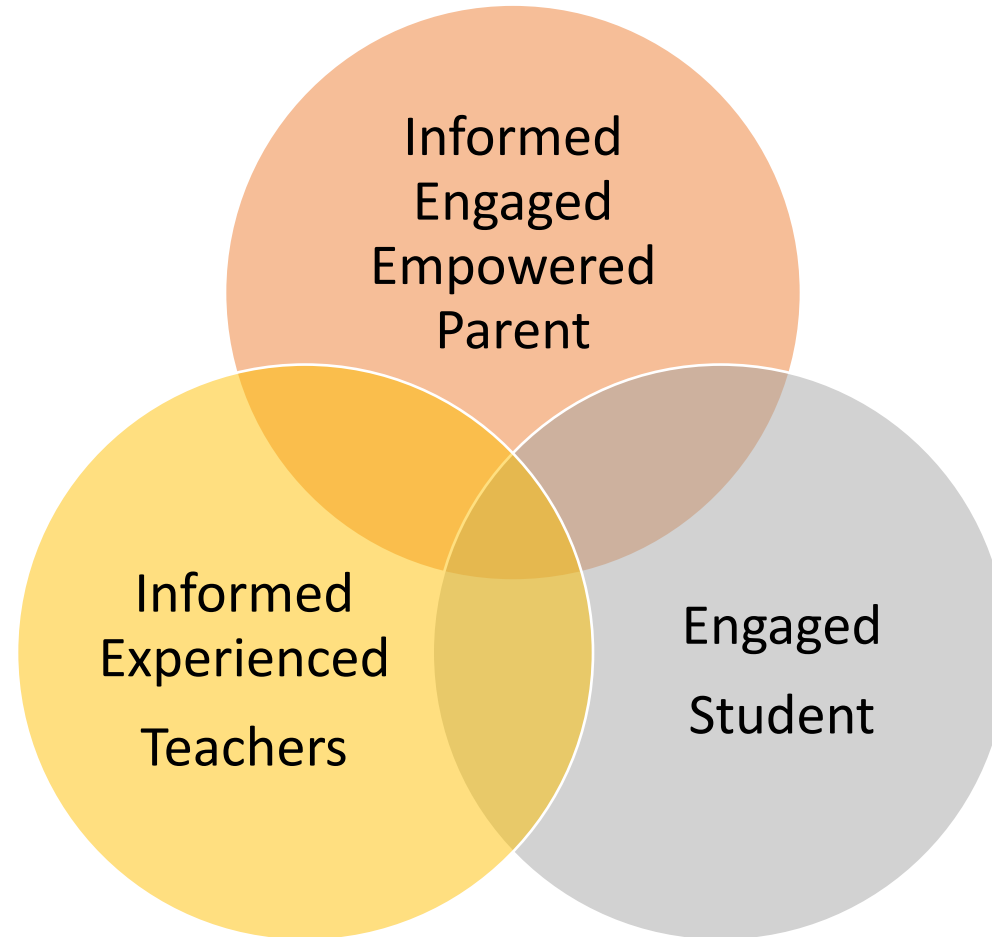 Informed
Engaged
Empowered
Parent
Informed
Experienced
Teachers
Engaged
Student